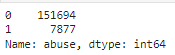 0    151694
1      7877
Name: abuse, dtype: int64